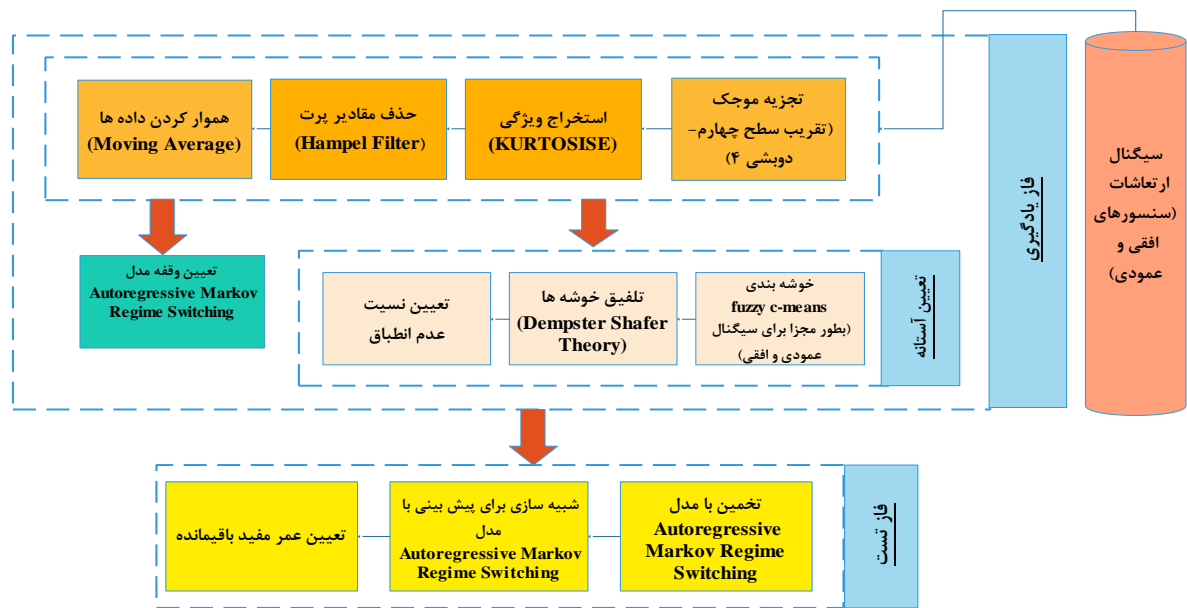 سیگنال
ارتعاشات
(سنسورهای
افقی و
عمودی)
فاز یادگیری
تجزیه موجک
(تقریب سطح چهارم-
دوبشی ۴)
استخراج ویژگی
(KURTOSISE)
حذف مقادیر پرت
(Hampel Filter)
هموار کردن داده ها
(Moving Average)
تعیین وقفه مدل
Autoregressive Markov
Regime Switching
تعیین آستانه
خوشه بندی
fuzzy c-means
(بطور مجزا برای سیگنال
عمودی و افقی)
تلفیق خوشه ها
(Dempster Shafer
Theory)
تعیین نسبت
عدم انطباق
فاز تست
تخمین با مدل
Autoregressive
Markov Regime
Switching
شبیه سازی برای پیش بینی با
مدل
Autoregressive Markov
Regime Switching
تعیین عمر مفید باقیمانده